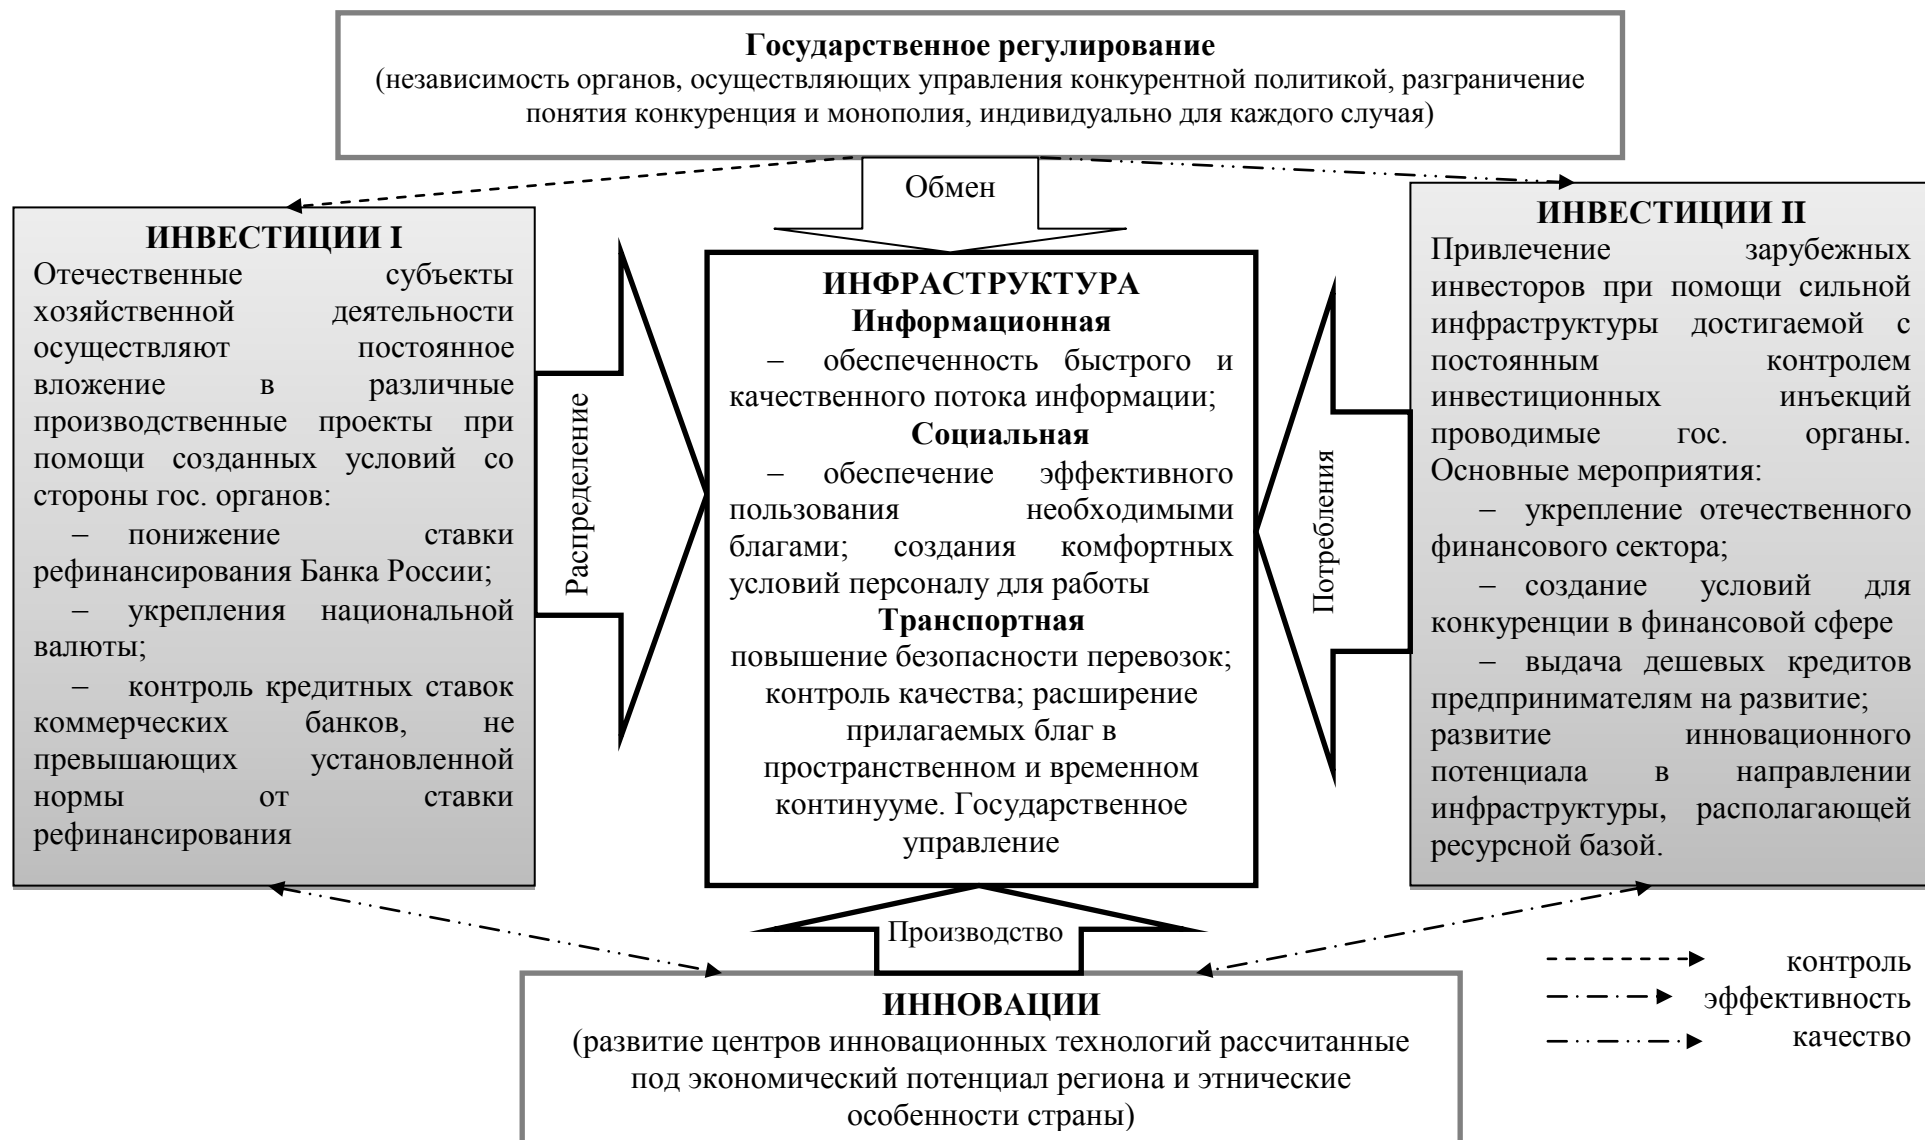 Государственное регулирование
(независимость органов, осуществляющих управления конкурентной политикой, разграничение
понятия конкуренция и монополия, индивидуально для каждого случая)
Обмен
ИНВЕСТИЦИИ I
Отечественные субъекты
хозяйственной деятельности
осуществляют постоянное
вложение в различные
производственные проекты при
помощи созданных условий со
стороны гос. органов:
– понижение ставки
рефинансирования Банка России;
– укрепления национальной
валюты;
– контроль кредитных ставок
коммерческих банков, не
превышающих установленной
нормы от ставки
рефинансирования
Распределение
ИНФРАСТРУКТУРА
Информационная
– обеспеченность быстрого и
качественного потока информации;
Социальная
– обеспечение эффективного
пользования необходимыми
благами; создания комфортных
условий персоналу для работы
Транспортная
повышение безопасности перевозок;
контроль качества; расширение
прилагаемых благ в
пространственном и временном
континууме. Государственное
управление
Потребления
ИНВЕСТИЦИИ II
Привлечение зарубежных
инвесторов при помощи сильной
инфраструктуры достигаемой с
постоянным контролем
инвестиционных инъекций
проводимые гос. органы.
Основные мероприятия:
– укрепление отечественного
финансового сектора;
– создание условий для
конкуренции в финансовой сфере
– выдача дешевых кредитов
предпринимателям на развитие;
развитие инновационного
потенциала в направлении
инфраструктуры, располагающей
ресурсной базой.
Производство
ИННОВАЦИИ
(развитие центров инновационных технологий рассчитанные
под экономический потенциал региона и этнические
особенности страны)
контроль
эффективность
качество